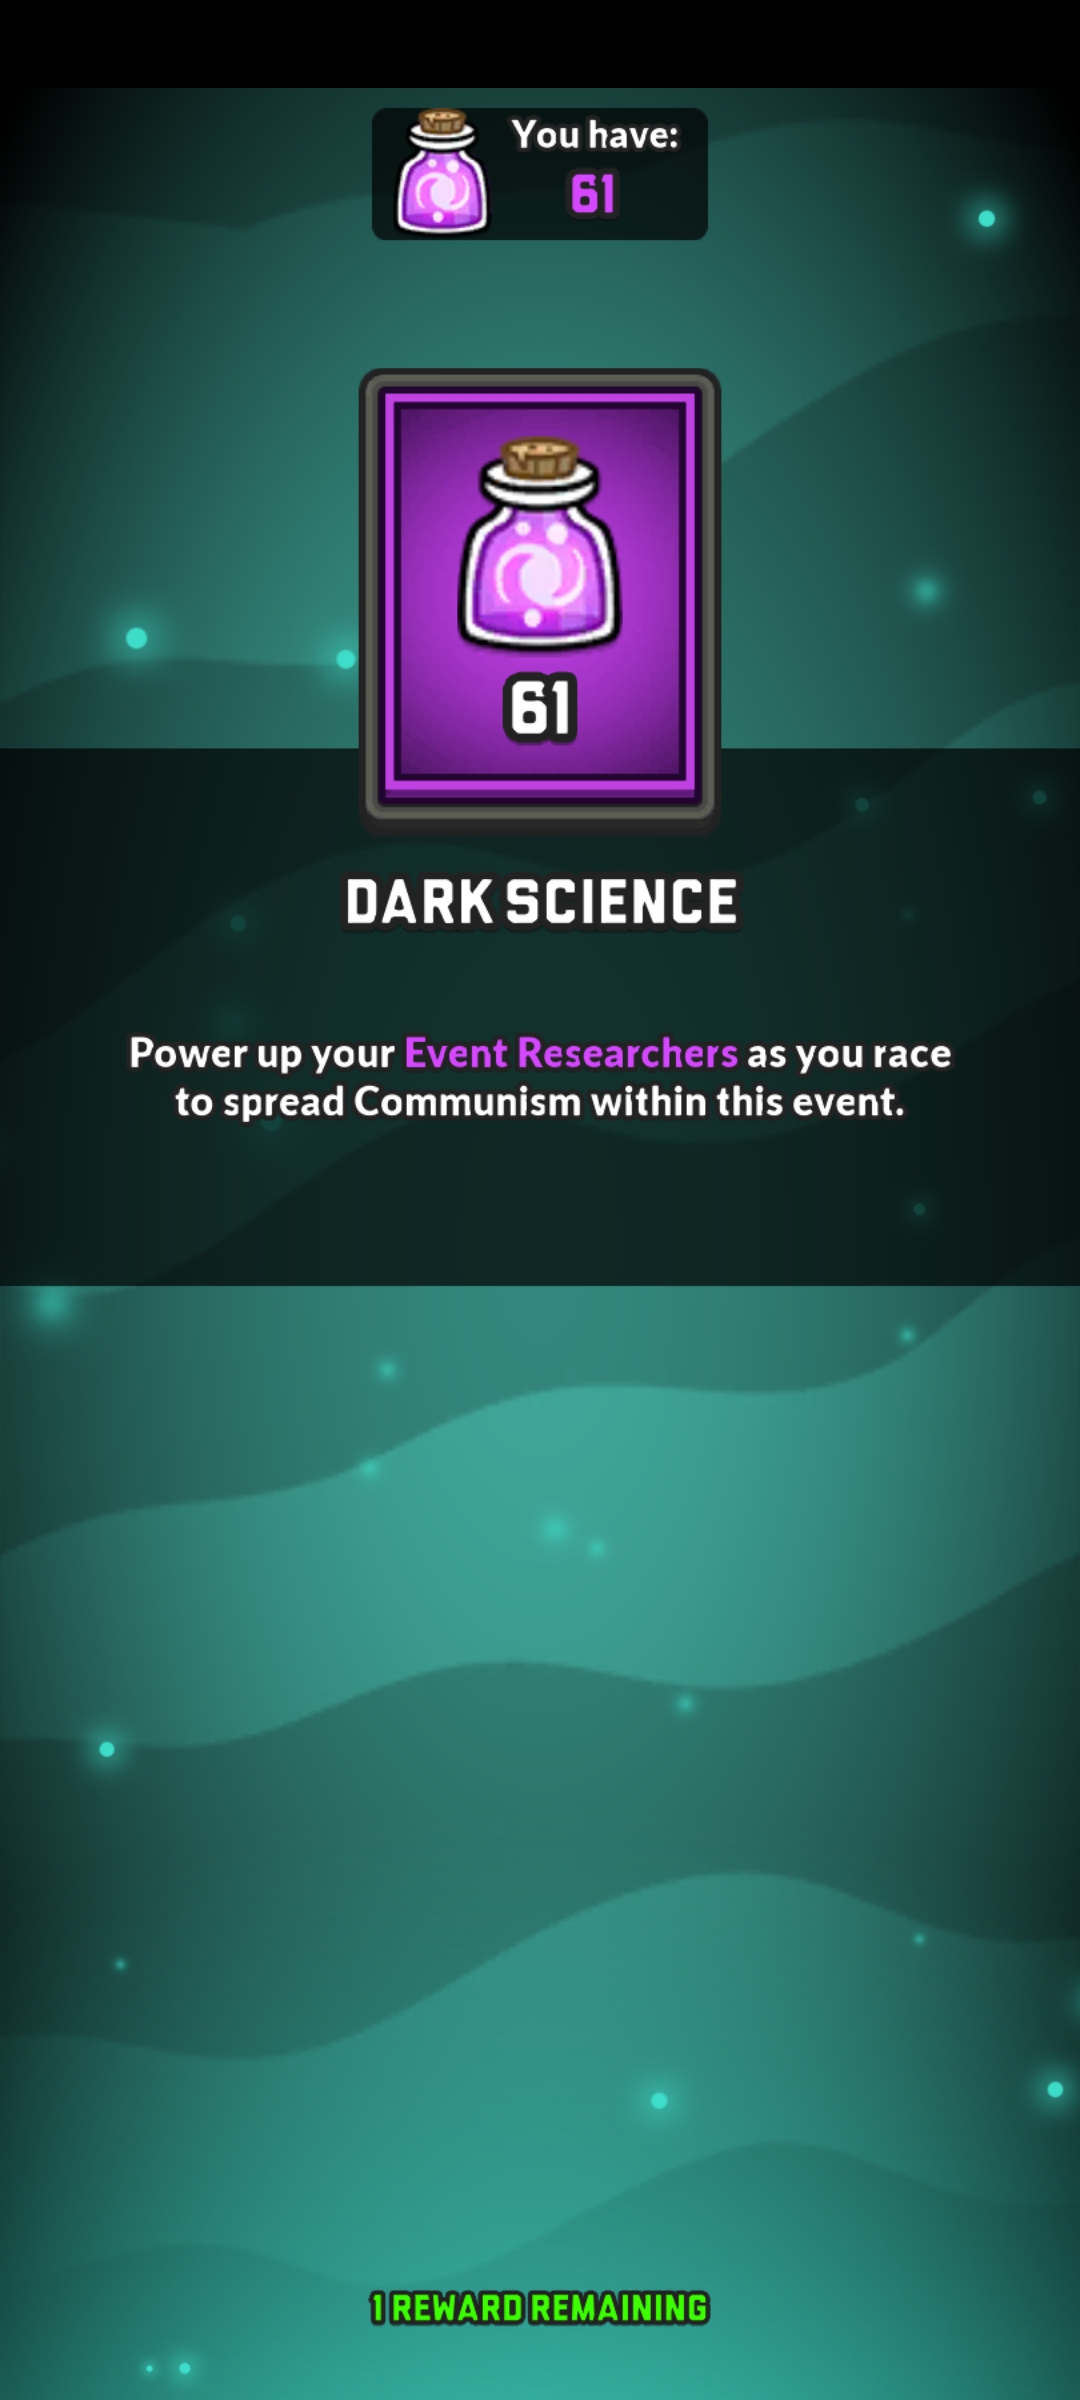 You have:
61
61
DARK SCIENCE
Power up your Event Researchers as you race
to spread Communism within this event.
1 REWARD REMAINING